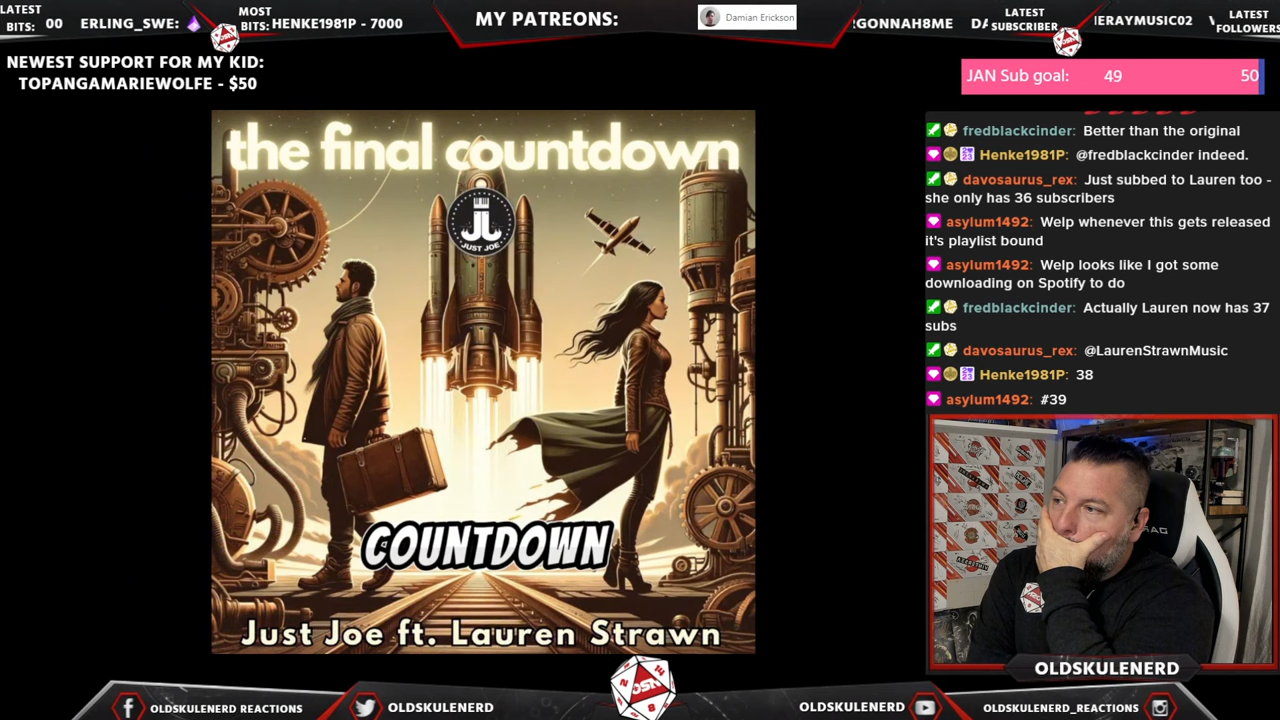 LATEST
BITS:
00
ERLING_SWE:
MOST
BITS:
HENKE1981P - 7000
MY PATREONS:
Damian Erickson
RGONNAH8ME
LATEST
SUBSCRIBER
IERAYMUSIC02
LATEST
FOLLOWERS
NEWEST SUPPORT FOR MY KID:
TOPANGAMARIEWOLFE - $50
JAN Sub goal: 49 50
the final countdown
JL
JUST JOE
COUNTDOWN
Just Joe ft. Lauren Strawn
fredblackcinder: Better than the original
Henke1981P: @fredblackcinder indeed.
davosaurus_rex: Just subbed to Lauren too -
she only has 36 subscribers
asylum1492: Welp whenever this gets released
it's playlist bound
asylum1492: Welp looks like I got some
downloading on Spotify to do
fredblackcinder: Actually Lauren now has 37
subs
davosaurus_rex: @LaurenStrawnMusic
Henke1981P: 38
asylum1492: #39
OLDSKULENERD
OSN
OLDSKULENERD REACTIONS
OLDSKULENERD
OLDSKULENERD
OLDSKULENERD_REACTIONS